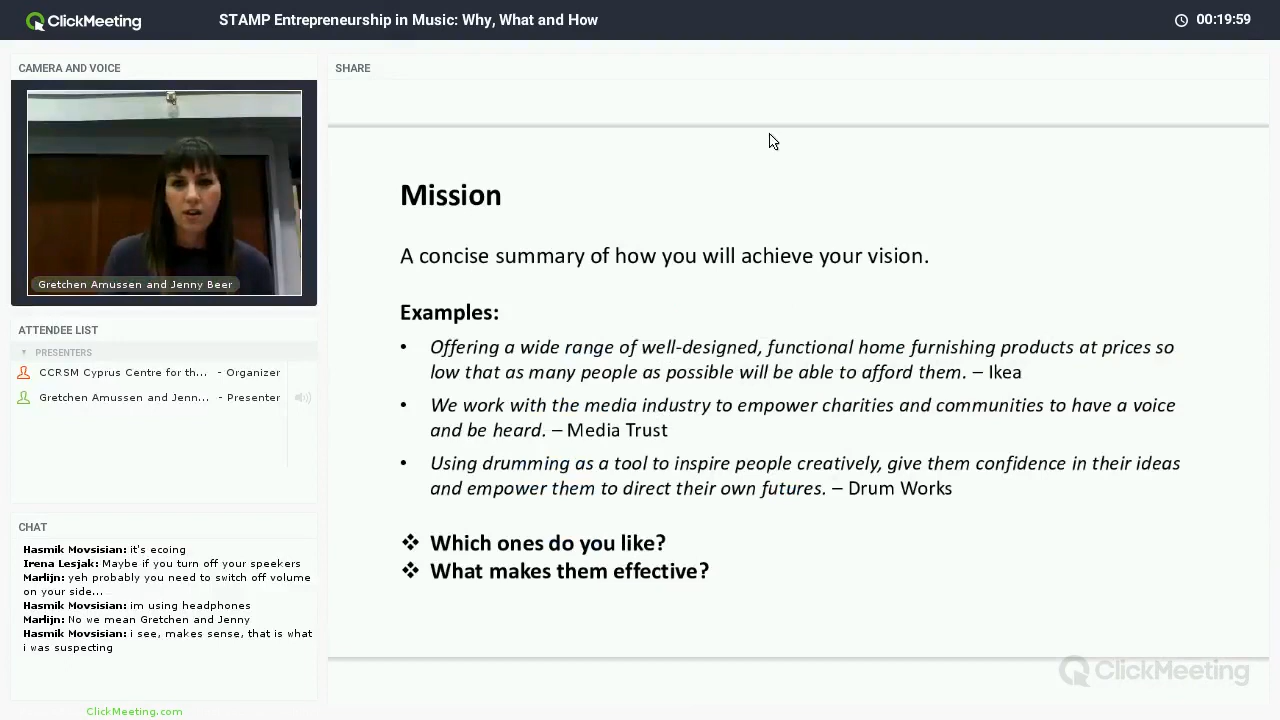 ClickMeeting
STAMP Entrepreneurship in Music: Why, What and How
00:19:59
CAMERA AND VOICE
Gretchen Amussen and Jenny Beer
ATTENDEE LIST
PRESENTERS
CCRSM Cyprus Centre for th... - Organizer
Gretchen Amussen and Jenn... - Presenter
CHAT
Hasmik Movsisian: it's ecoing
Irena Lesjak: Maybe if you turn off your speekers
Marlijn: yeh probably you need to switch off volume
on your side...
Hasmik Movsisian: im using headphones
Marlijn: No we mean Gretchen and Jenny
Hasmik Movsisian: i see, makes sense, that is what
i was suspecting
ClickMeeting.com
SHARE
Mission
A concise summary of how you will achieve your vision.
Examples:
• Offering a wide range of well-designed, functional home furnishing products at prices so
low that as many people as possible will be able to afford them. – Ikea
• We work with the media industry to empower charities and communities to have a voice
and be heard. – Media Trust
• Using drumming as a tool to inspire people creatively, give them confidence in their ideas
and empower them to direct their own futures. – Drum Works
❖ Which ones do you like?
❖ What makes them effective?
ClickMeeting